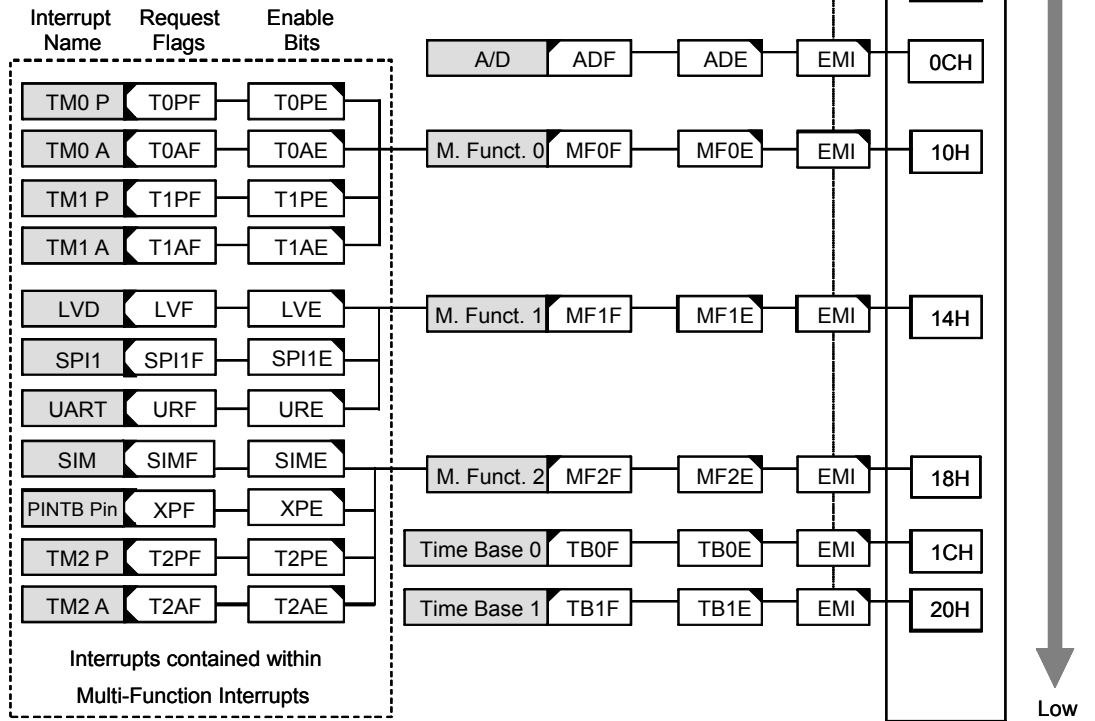 Interrupt Name Request Flags Enable Bits
A/D ADF ADE EMI 0CH
TM0 P T0PF T0PE
TM0 A T0AF T0AE M. Funct. 0 MF0F MF0E EMI 10H
TM1 P T1PF T1PE
TM1 A T1AF T1AE
LVD LVF LVE M. Funct. 1 MF1F MF1E EMI 14H
SPI1 SPI1F SPI1E
UART URF URE
SIM SIMF SIME M. Funct. 2 MF2F MF2E EMI 18H
PINTB Pin XPF XPE
Time Base 0 TB0F TB0E EMI 1CH
TM2 P T2PF T2PE
TM2 A T2AF T2AE Time Base 1 TB1F TB1E EMI 20H
Interrupts contained within
Multi-Function Interrupts
Low